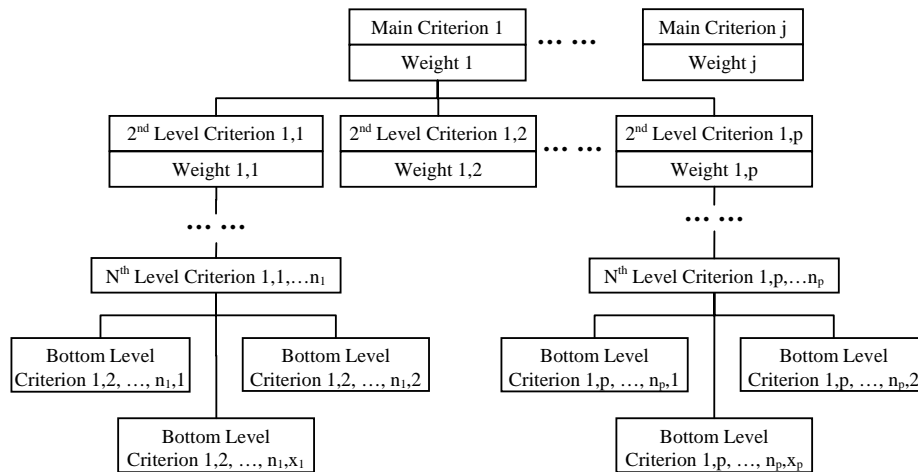 Main Criterion 1
Weight 1
... ...
Main Criterion j
Weight j
2nd Level Criterion 1,1
Weight 1,1
2nd Level Criterion 1,2
Weight 1,2
... ...
2nd Level Criterion 1,p
Weight 1,p
... ...
... ...
Nth Level Criterion 1,1,…n1
Nth Level Criterion 1,p,…np
Bottom Level
Criterion 1,2, …, n1,1
Bottom Level
Criterion 1,2, …, n1,2
Bottom Level
Criterion 1,p, …, np,1
Bottom Level
Criterion 1,p, …, np,2
Bottom Level
Criterion 1,2, …, n1,x1
Bottom Level
Criterion 1,p, …, np,xp